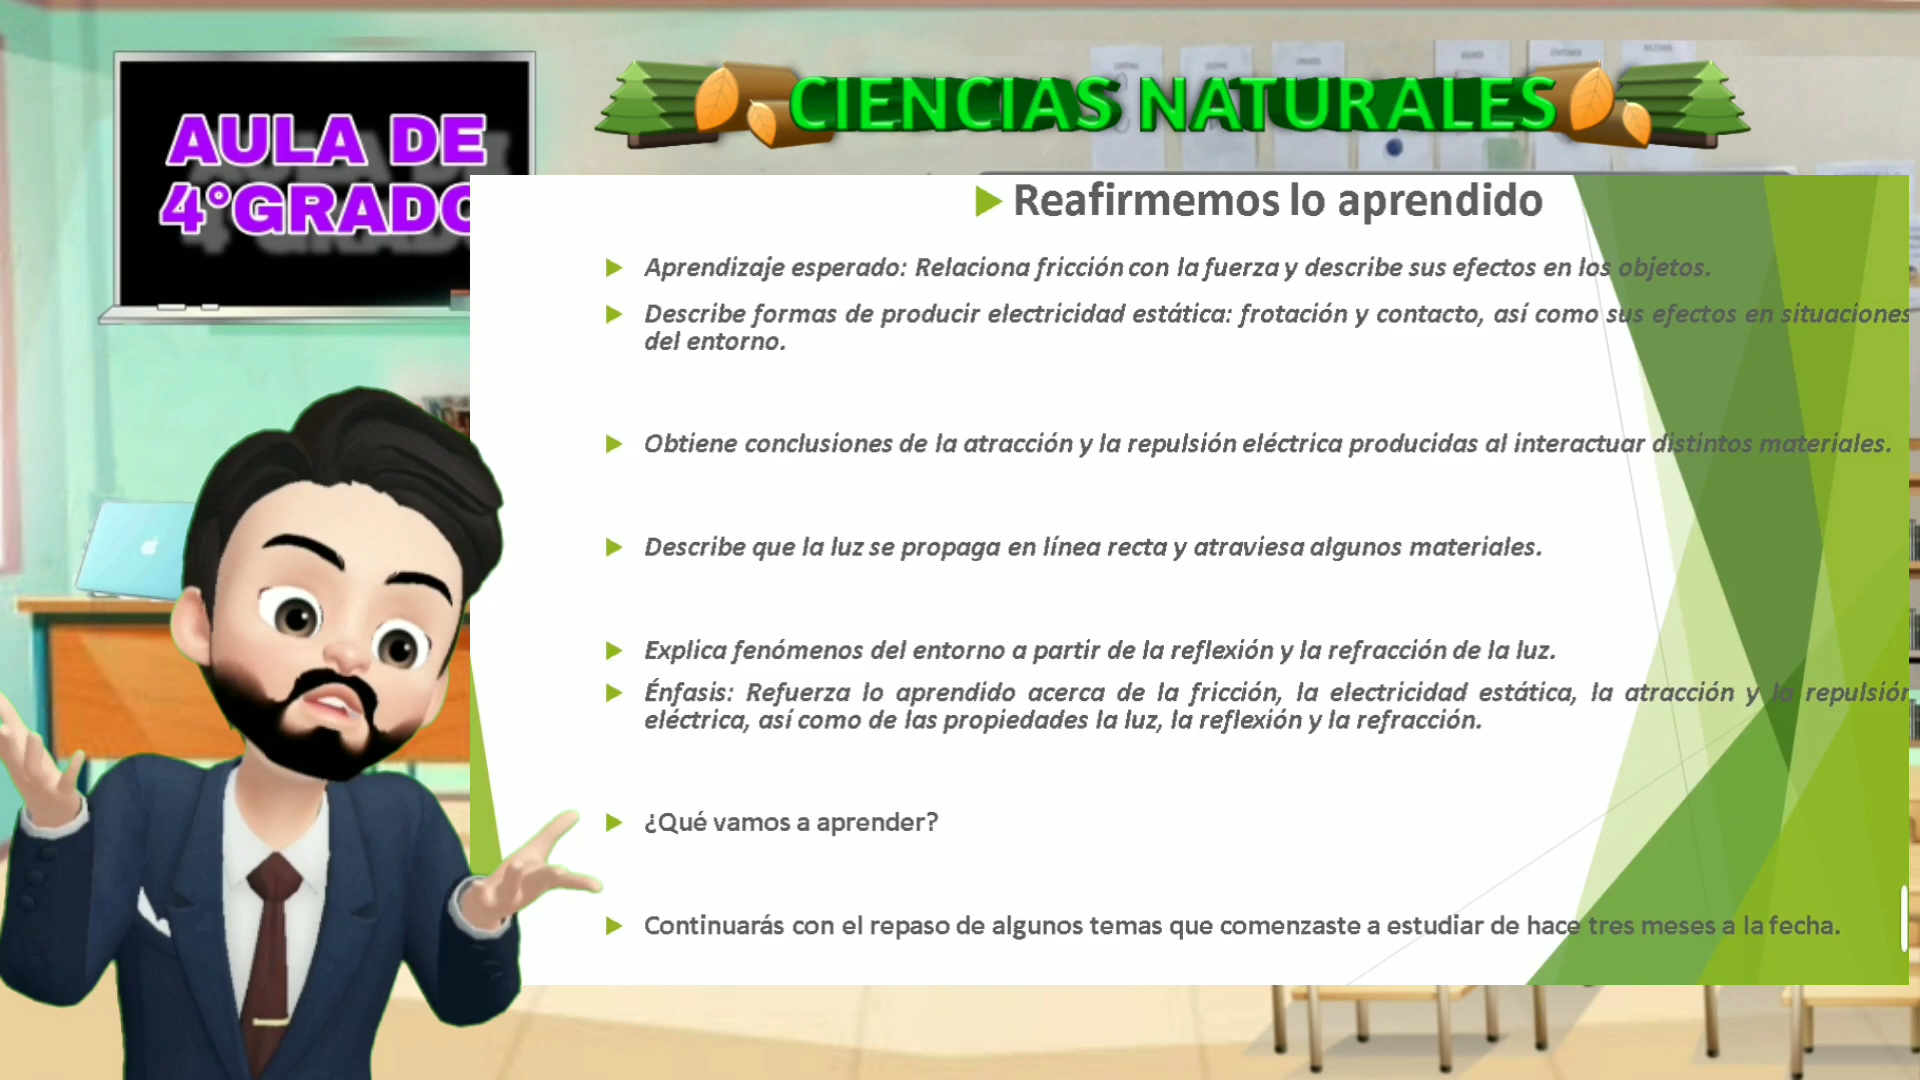 AULA DE
4°GRADO
CIENCIAS NATURALES
Reafirmemos lo aprendido
Aprendizaje esperado: Relaciona fricción con la fuerza y describe sus efectos en los objetos.
Describe formas de producir electricidad estática: frotación y contacto, así como sus efectos en situaciones
del entorno.
Obtiene conclusiones de la atracción y la repulsión eléctrica producidas al interactuar distintos materiales.
Describe que la luz se propaga en línea recta y atraviesa algunos materiales.
Explica fenómenos del entorno a partir de la reflexión y la refracción de la luz.
Énfasis: Refuerza lo aprendido acerca de la fricción, la electricidad estática, la atracción y la repulsión
eléctrica, así como de las propiedades la luz, la reflexión y la refracción.
¿Qué vamos a aprender?
Continuarás con el repaso de algunos temas que comenzaste a estudiar de hace tres meses a la fecha.